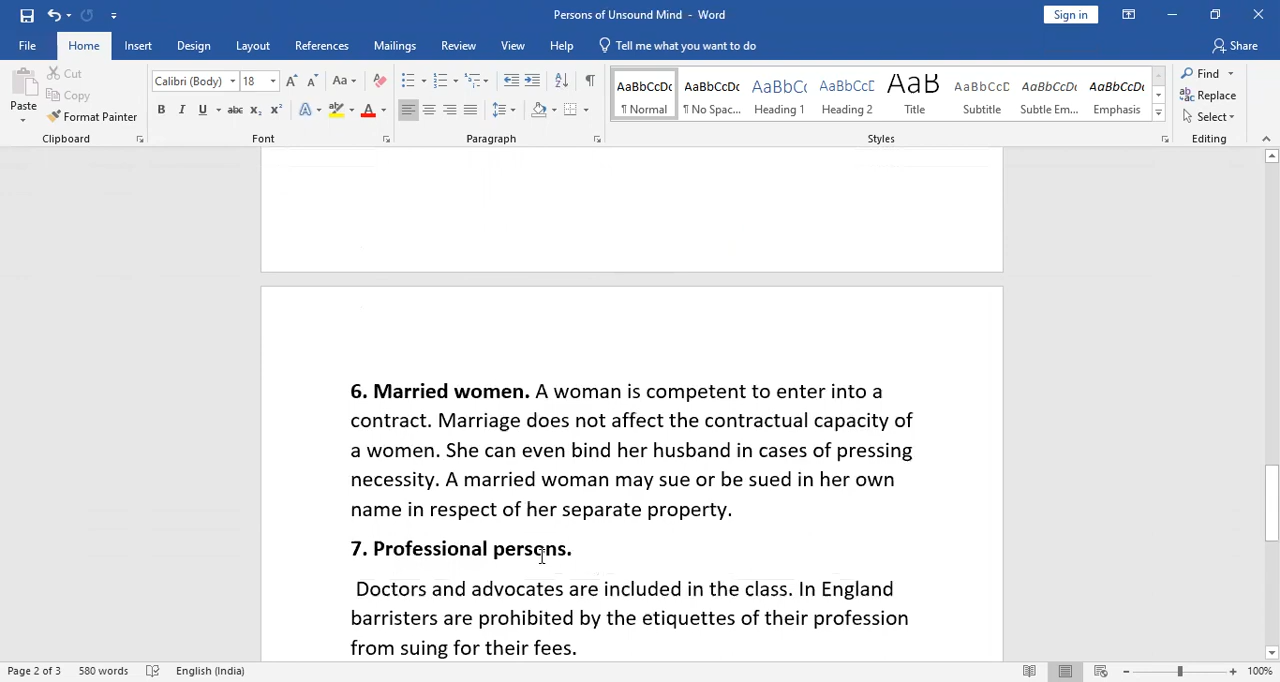 Persons of Unsound Mind - Word
Sign in
File Home Insert Design Layout References Mailings Review View Help Tell me what you want to do Share
Paste
Cut
Copy
Format Painter
Clipboard
Calibri (Body) 18
Font
Paragraph
AaBbCcDc AaBbCcDc AaBbC( AaBbCcD AaB AaBbCcD AaBbCcDc AaBbCcDc
¶ Normal ¶ No Spac... Heading 1 Heading 2 Title Subtitle Subtle Em... Emphasis
Styles
Find
Replace
Select
Editing
6. Married women. A woman is competent to enter into a
contract. Marriage does not affect the contractual capacity of
a women. She can even bind her husband in cases of pressing
necessity. A married woman may sue or be sued in her own
name in respect of her separate property.
7. Professional persons.
Doctors and advocates are included in the class. In England
barristers are prohibited by the etiquettes of their profession
from suing for their fees.
Page 2 of 3 580 words English (India) 100%